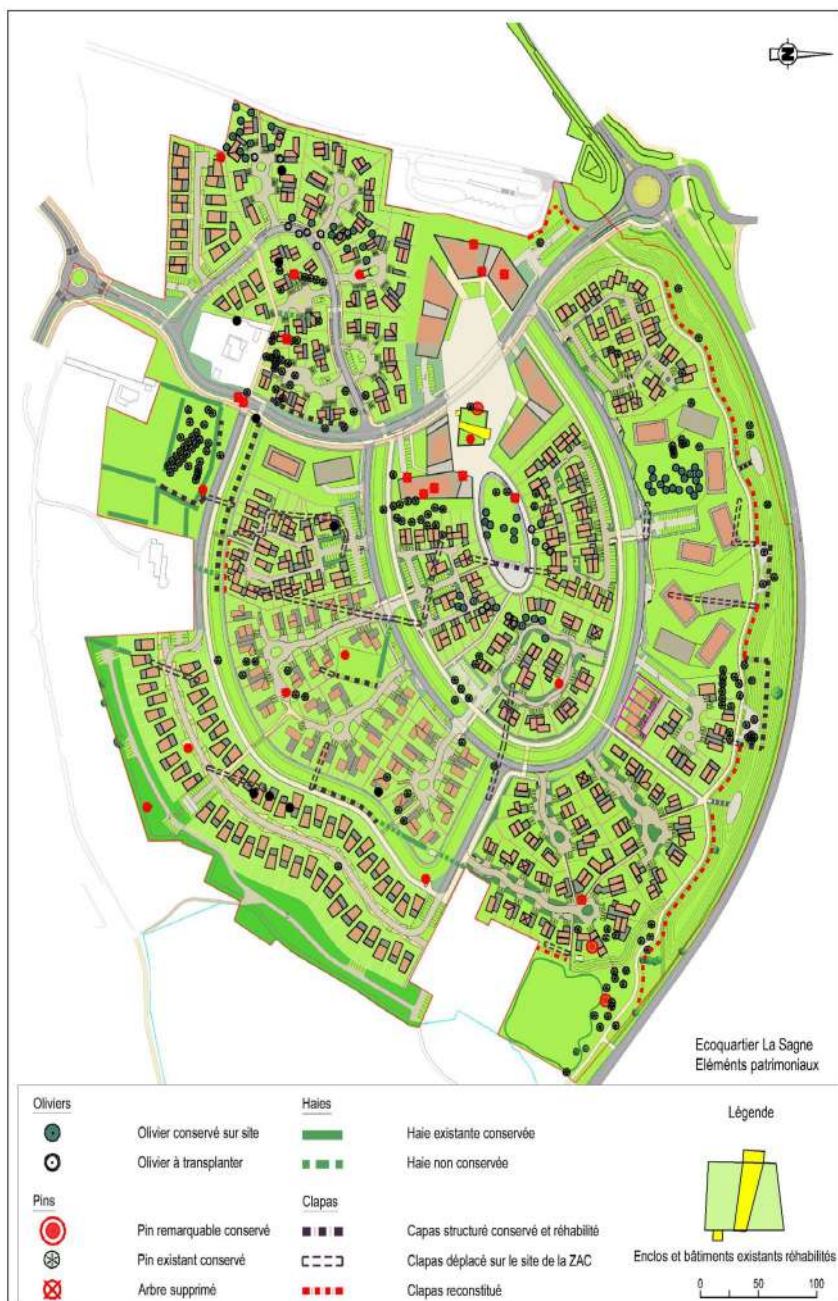 N
Ecoquartier La Sagne
Eléménts patrimoniaux
Oliviers
Haies
Légende
Olivier conservé sur site
Haie existante conservée
Olivier à transplanter
Haie non conservée
Pins
Clapas
Pin remarquable conservé
Capas structuré conservé et réhabilité
Pin existant conservé
Clapas déplacé sur le site de la ZAC
Enclos et bâtiments existants réhabilités
Arbre supprimé
Clapas reconstitué
0 50 100